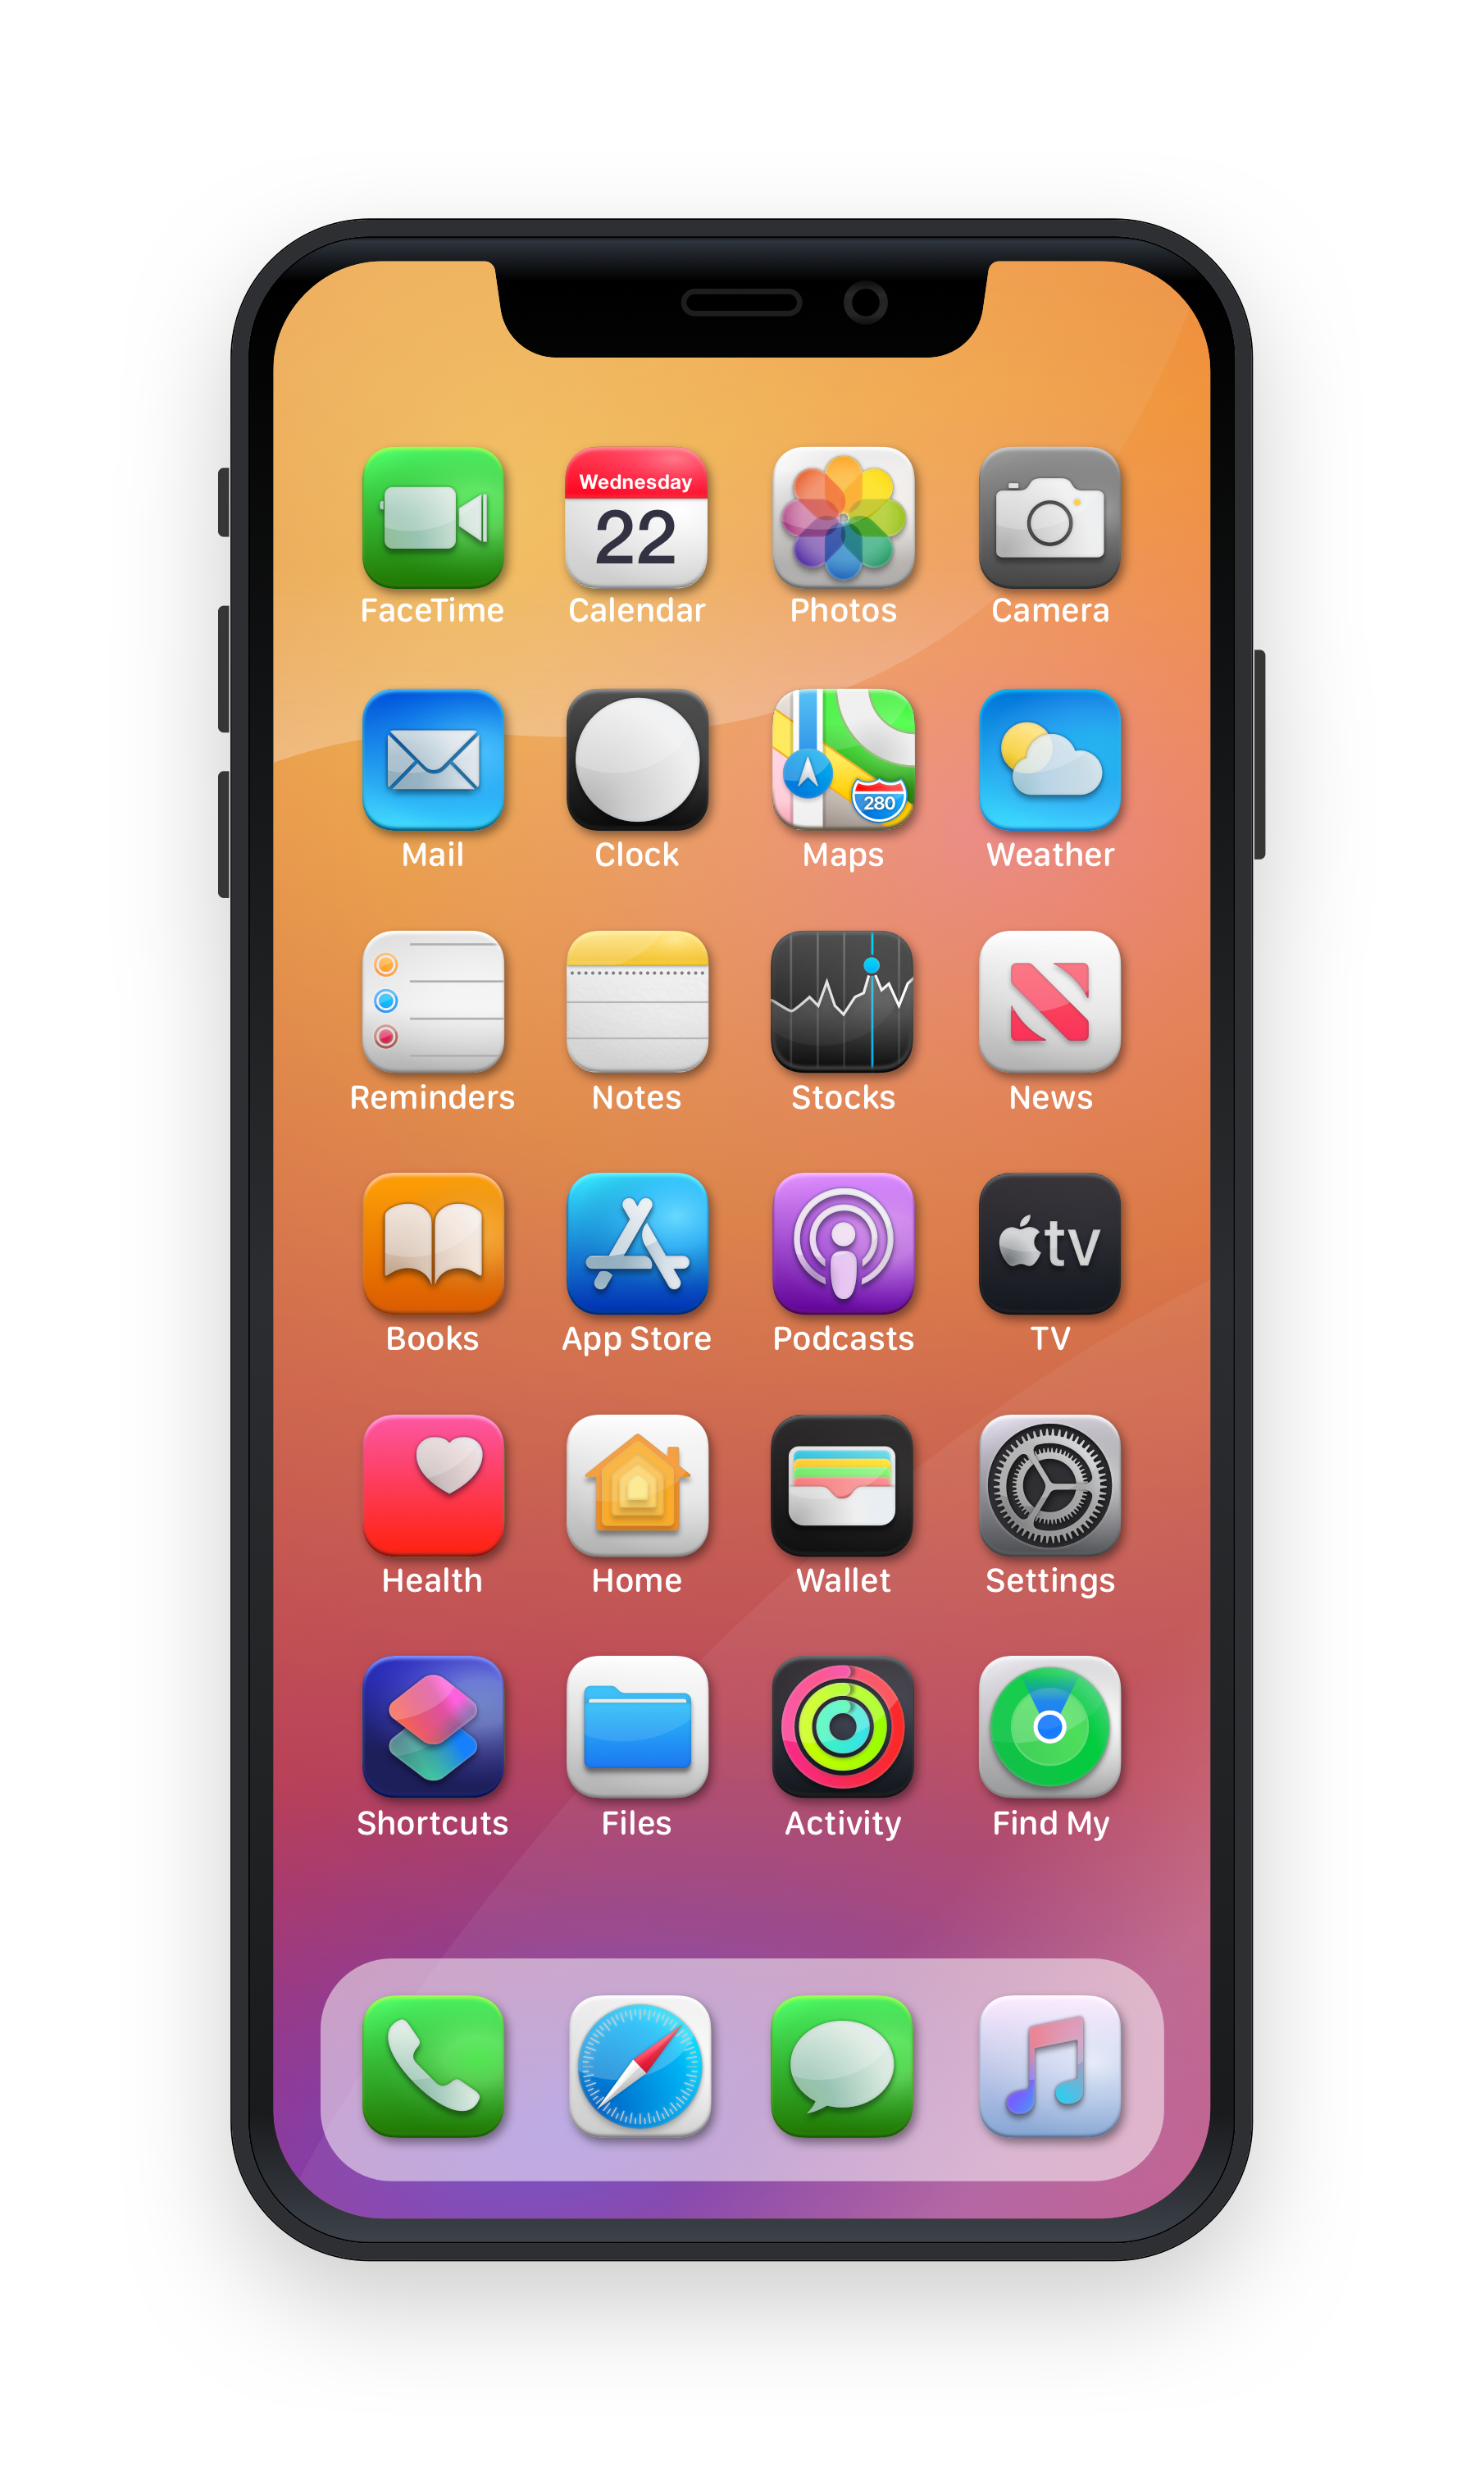 Wednesday
22
FaceTime Calendar Photos Camera
280
Mail Clock Maps Weather
Reminders Notes Stocks News
tv
Books App Store Podcasts TV
Health Home Wallet Settings
Shortcuts Files Activity Find My